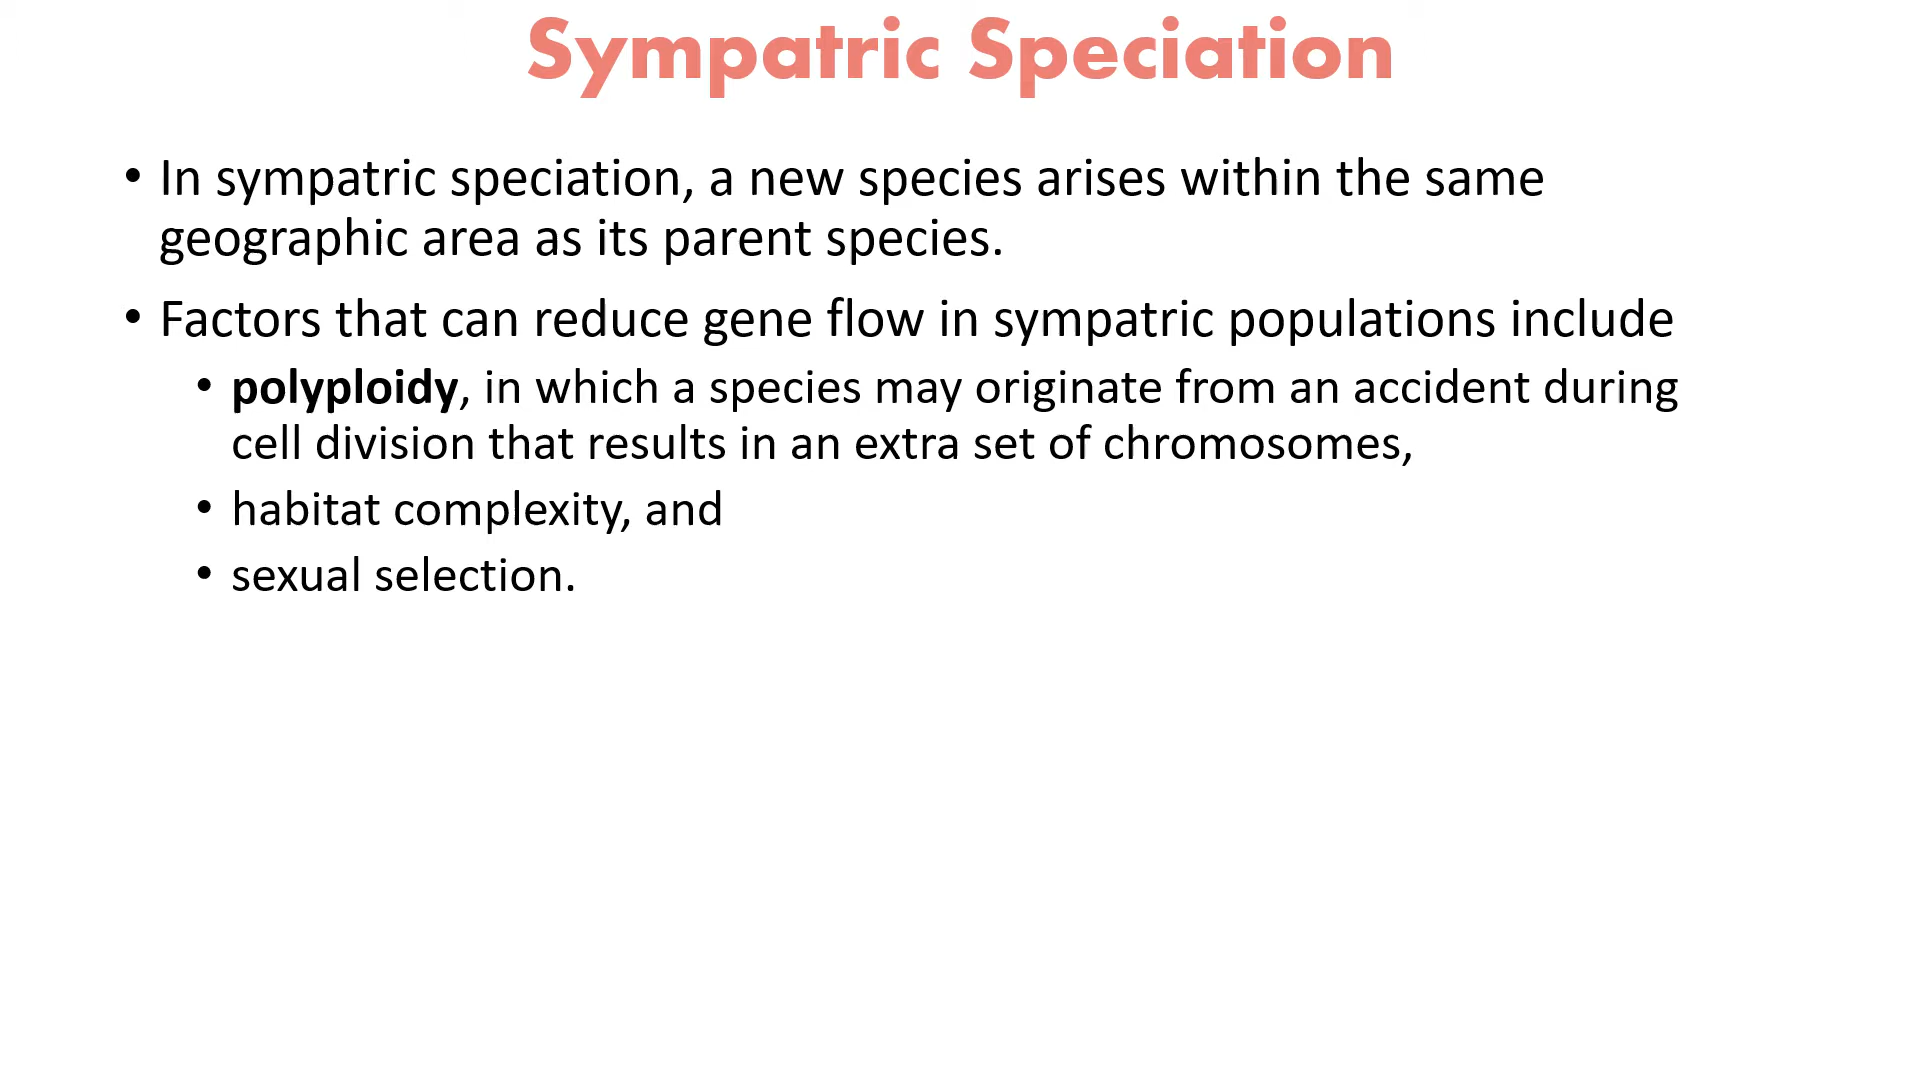 Sympatric Speciation
• In sympatric speciation, a new species arises within the same
geographic area as its parent species.
• Factors that can reduce gene flow in sympatric populations include
• polyploidy, in which a species may originate from an accident during
cell division that results in an extra set of chromosomes,
• habitat complexity, and
• sexual selection.